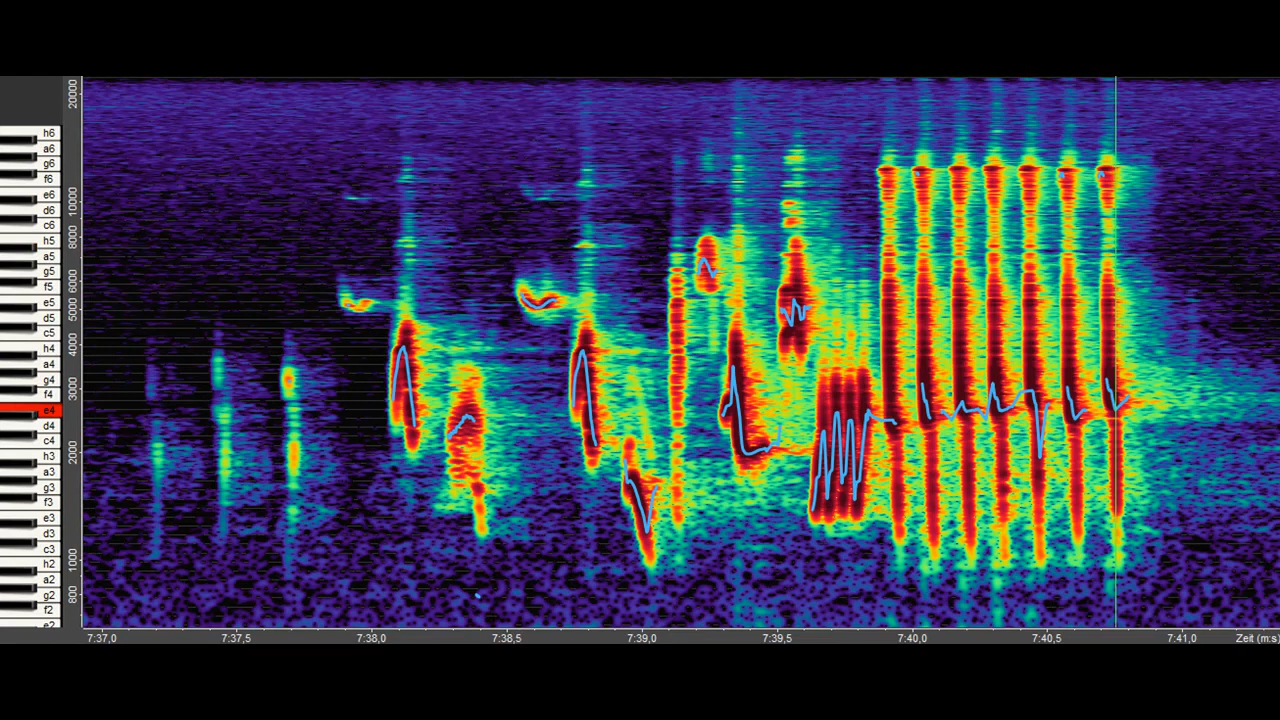 20000
h6
a6
g6
f6
e6
10000
d6
c6
h5
8000
a5
g5
6000
f5
e5
5000
d5
c5
h4
4000
a4
g4
3000
f4
e4
d4
c4
2000
h3
a3
g3
f3
e3
d3
1000
c3
h2
a2
800
g2
f2
e2
7:37,0 7:37,5 7:38,0 7:38,5 7:39,0 7:39,5 7:40,0 7:40,5 7:41,0 Zeit (m:s)